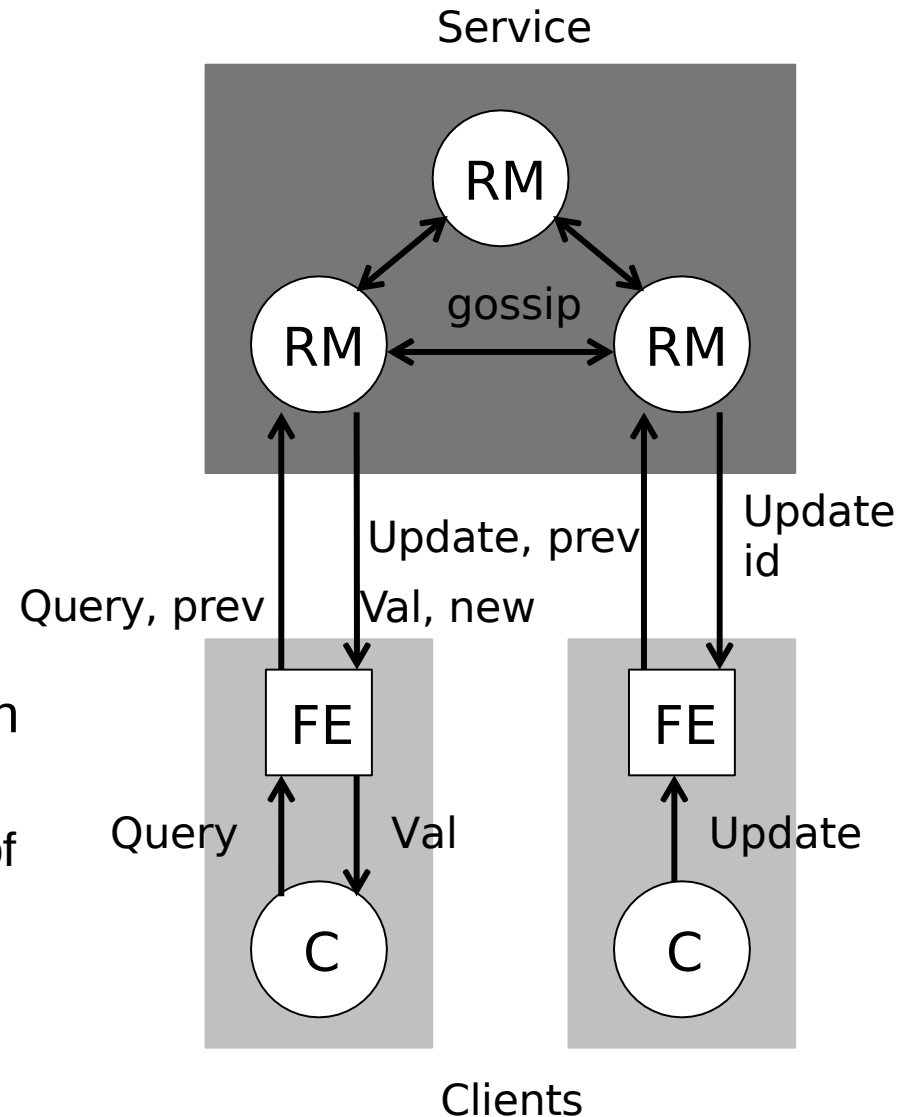 Service
RM
gossip
RM
RM
Update
id
Update, prev
Query, prev
Val, new
FE
FE
Query
Val
Update
C
C
Clients